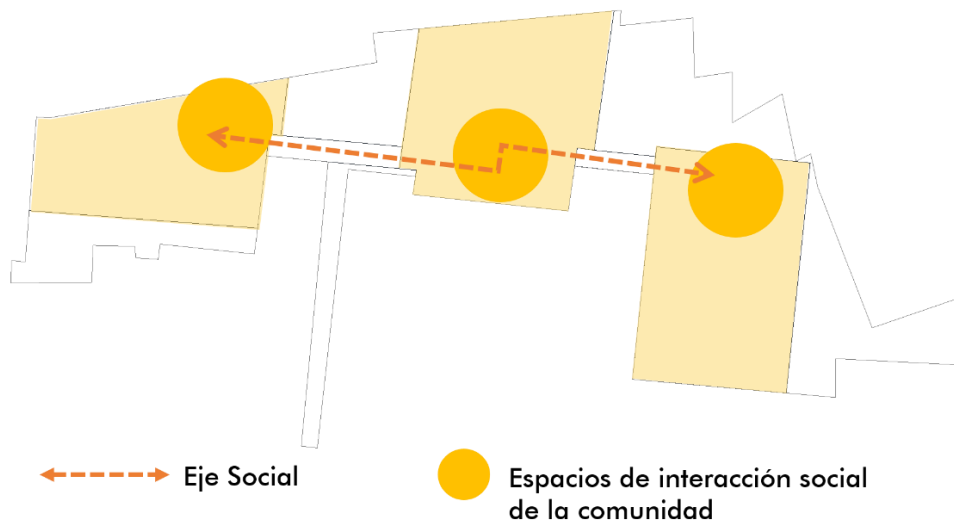 Eje Social
Espacios de interacción social
de la comunidad